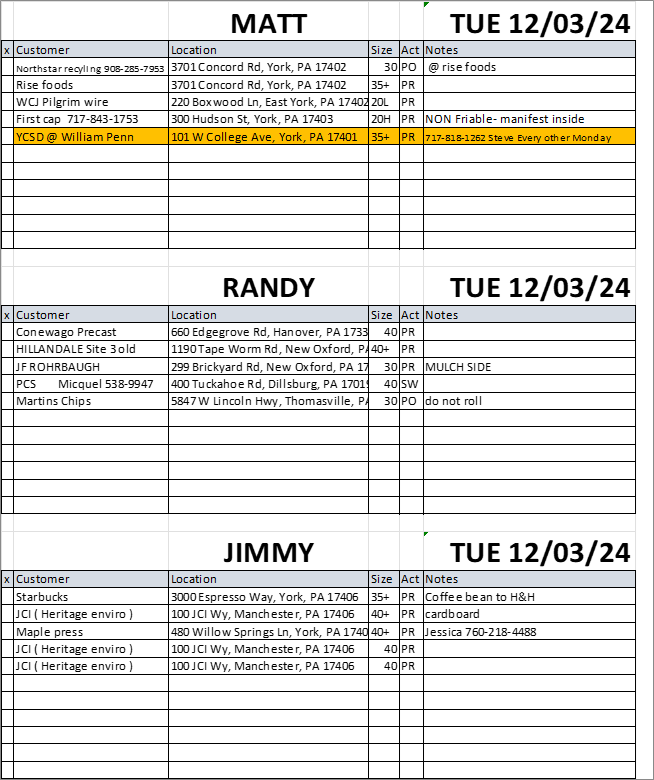 MATT TUE 12/03/24
x Customer Location Size Act Notes
Northstar recyling 908-285-7953 3701 Concord Rd, York, PA 17402 30 PO @ rise foods
Rise foods 3701 Concord Rd, York, PA 17402 35+ PR
WCJ Pilgrim wire 220 Boxwood Ln, East York, PA 17402 20L PR
First cap 717-843-1753 300 Hudson St, York, PA 17403 20H PR NON Friable- manifest inside
YCSD @ William Penn 101 W College Ave, York, PA 17401 35+ PR 717-818-1262 Steve Every other Monday
RANDY TUE 12/03/24
x Customer Location Size Act Notes
Conewago Precast 660 Edgegrove Rd, Hanover, PA 1733 40 PR
HILLANDALE Site 3 old 1190 Tape Worm Rd, New Oxford, PA 40+ PR
JF ROHRBAUGH 299 Brickyard Rd, New Oxford, PA 17 30 PR MULCH SIDE
PCS Micquel 538-9947 400 Tuckahoe Rd, Dillsburg, PA 1701 40 SW
Martins Chips 5847 W Lincoln Hwy, Thomasville, PA 30 PO do not roll
JIMMY TUE 12/03/24
x Customer Location Size Act Notes
Starbucks 3000 Espresso Way, York, PA 17406 35+ PR Coffee bean to H&H
JCI ( Heritage enviro ) 100 JCI Wy, Manchester, PA 17406 40+ PR cardboard
Maple press 480 Willow Springs Ln, York, PA 1740 40+ PR Jessica 760-218-4488
JCI ( Heritage enviro ) 100 JCI Wy, Manchester, PA 17406 40 PR
JCI ( Heritage enviro ) 100 JCI Wy, Manchester, PA 17406 40 PR